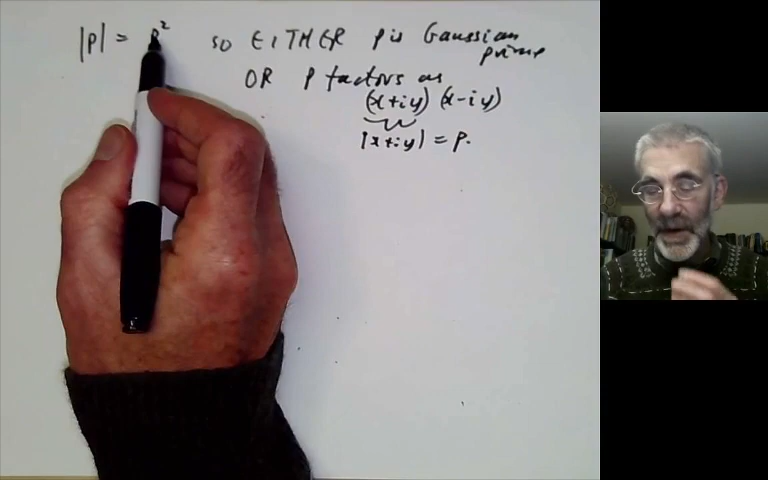 |p| = p² so EITHER p is Gaussian
prime
OR p factors as
(x+iy) (x-iy)
|x+iy| = p.